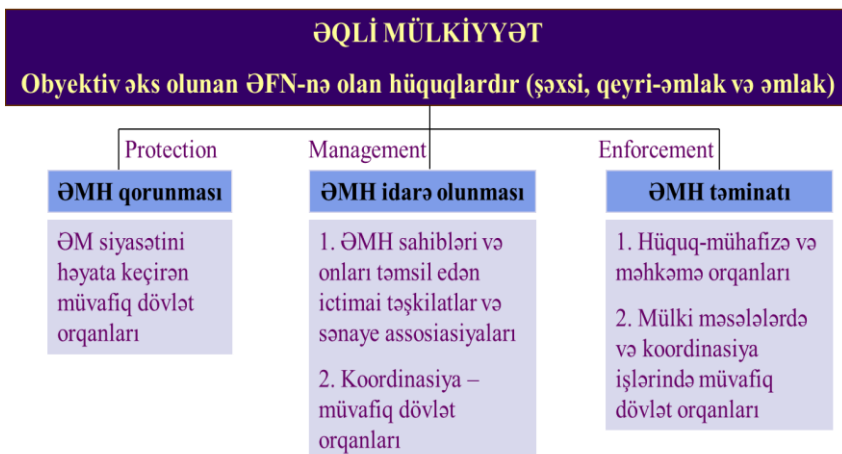 ƏQLİ MÜLKİYYƏT
Obyektiv əks olunan ƏFN-nə olan hüquqlardır (şəxsi, qeyri-əmlak və əmlak)
Protection
Management
Enforcement
ƏMH qorunması
ƏMH idarə olunması
ƏMH təminatı
ƏM siyasətini
həyata keçirən
müvafiq dövlət
orqanları
1. ƏMH sahibləri və
onları təmsil edən
ictimai təşkilatlar və
sənaye assosiasiyaları
2. Koordinasiya –
müvafiq dövlət
orqanları
1. Hüquq-mühafizə və
məhkəmə orqanları
2. Mülki məsələlərdə
və koordinasiya
işlərində müvafiq
dövlət orqanları